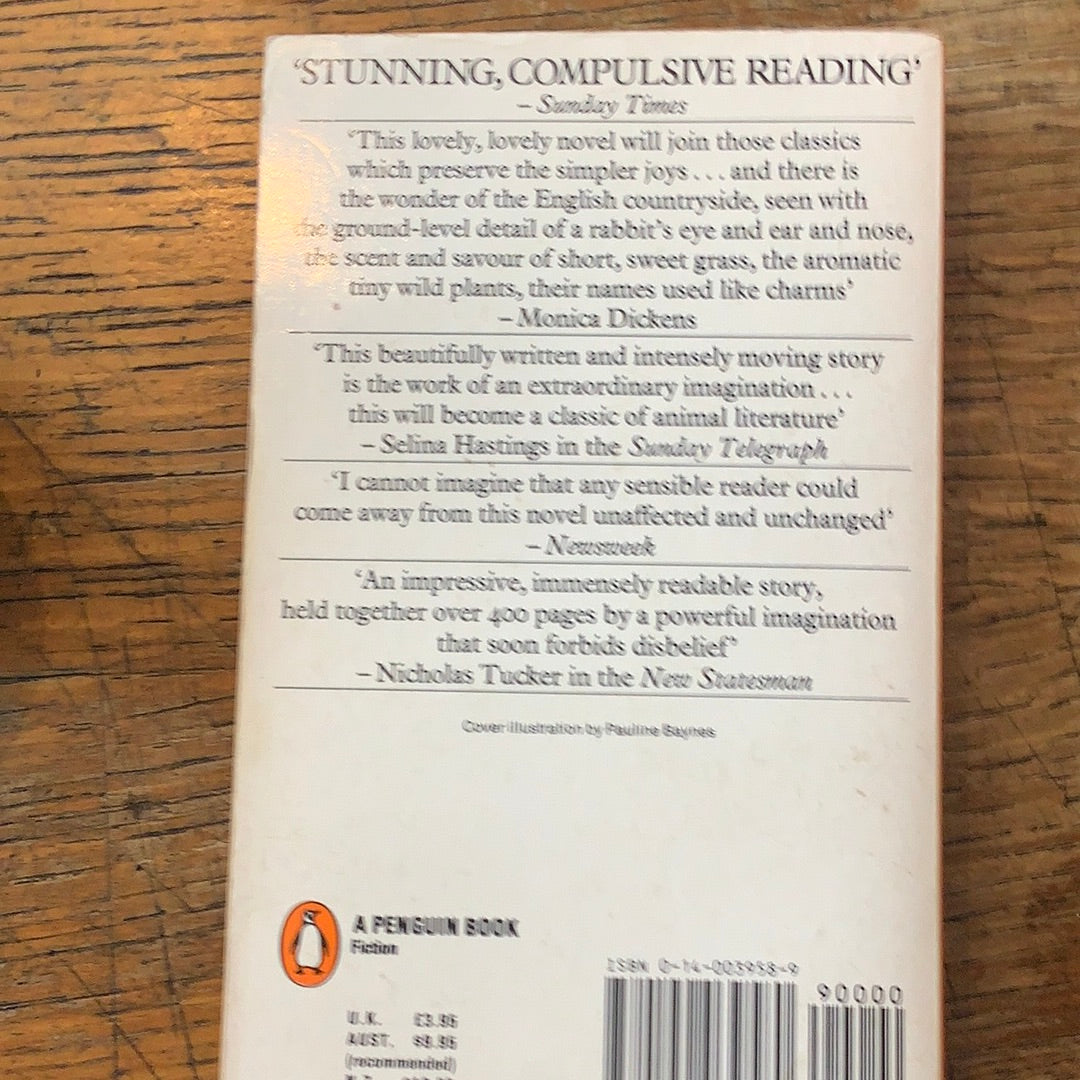 ‘STUNNING, COMPULSIVE READING’
– Sunday Times
‘This lovely, lovely novel will join those classics
which preserve the simpler joys . . . and there is
the wonder of the English countryside, seen with
the ground-level detail of a rabbit’s eye and ear and nose,
the scent and savour of short, sweet grass, the aromatic
tiny wild plants, their names used like charms’
– Monica Dickens
‘This beautifully written and intensely moving story
is the work of an extraordinary imagination . . .
this will become a classic of animal literature’
– Selina Hastings in the Sunday Telegraph
‘I cannot imagine that any sensible reader could
come away from this novel unaffected and unchanged’
– Newsweek
‘An impressive, immensely readable story,
held together over 400 pages by a powerful imagination
that soon forbids disbelief’
– Nicholas Tucker in the New Statesman
Cover illustration by Pauline Baynes
A PENGUIN BOOK
Fiction
ISBN 0-14-003958-9
90000
U.K. £3.95
AUST. $9.95
(recommended)